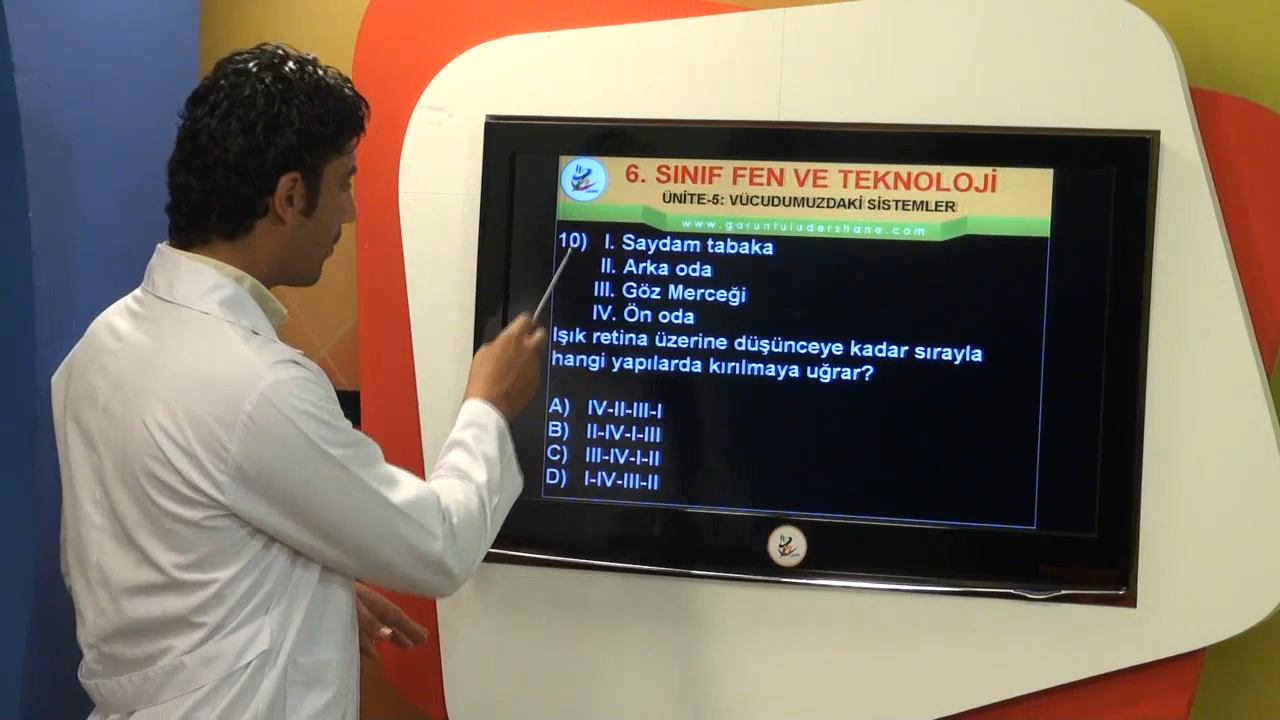 6. SINIF FEN VE TEKNOLOJİ
ÜNİTE-5: VÜCUDUMUZDAKİ SİSTEMLER
www.goruntuludershane.com
10) I. Saydam tabaka
II. Arka oda
III. Göz Merceği
IV. Ön oda
Işık retina üzerine düşünceye kadar sırayla
hangi yapılarda kırılmaya uğrar?
A) IV-II-III-I
B) II-IV-I-III
C) III-IV-I-II
D) I-IV-III-II